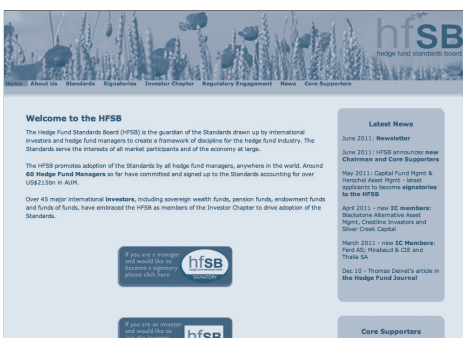 hfSB
hedge fund standards board
Home About Us Standards Signatories Investor Chapter Regulatory Engagement News Core Supporters
Welcome to the HFSB
The Hedge Fund Standards Board (HFSB) is the guardian of the Standards drawn up by international
investors and hedge fund managers to create a framework of discipline for the hedge fund industry. The
Standards serve the interests of all market participants and of the economy at large.
The HFSB promotes adoption of the Standards by all hedge fund managers, anywhere in the world. Around
60 Hedge Fund Managers so far have committed and signed up to the Standards accounting for over
US$215bn in AUM.
Over 45 major international investors, including sovereign wealth funds, pension funds, endowment funds
and funds of funds, have embraced the HFSB as members of the Investor Chapter to drive adoption of the
Standards.
If you are a manager
and would like to
become a signatory
please click here
hfSB
SIGNATORY
If you are an investor
and would like to
hfSB
Latest News
June 2011: Newsletter
June 2011: HFSB announces new
Chairman and Core Supporters
May 2011: Capital Fund Mgmt &
Herschel Asset Mgmt - latest
applicants to become signatories
to the HFSB
April 2011 - new IC members:
Blackstone Alternative Asset
Mgmt, Crestline Investors and
Silver Creek Capital
March 2011 - new IC Members:
Ferd AS; Mirabaud & CIE and
Thalia SA
Dec 10 - Thomas Deinet's article in
the Hedge Fund Journal
Core Supporters